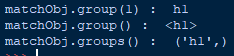 matchObj.group(1) :  h1
matchObj.group() :  <h1>
matchObj.groups() :  ('h1',)
>>>